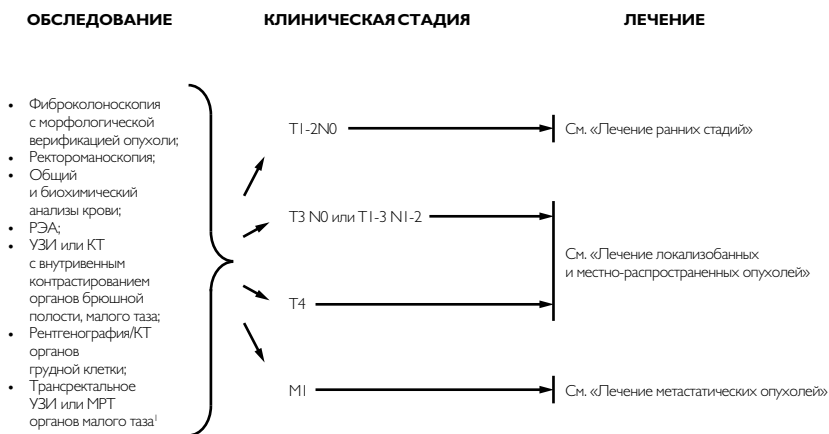 ОБСЛЕДОВАНИЕ
КЛИНИЧЕСКАЯ СТАДИЯ
ЛЕЧЕНИЕ
• Фиброколоноскопия
с морфологической
верификацией опухоли;
• Ректороманоскопия;
• Общий
и биохимический
анализы крови;
• РЭА;
• УЗИ или КТ
с внутривенным
контрастированием
органов брюшной
полости, малого таза;
• Рентгенография/КТ
органов
грудной клетки;
• Трансректальное
УЗИ или МРТ
органов малого таза¹
T1-2N0
T3 N0 или T1-3 N1-2
T4
M1
См. «Лечение ранних стадий»
См. «Лечение локализобанных
и местно-распространенных опухолей»
См. «Лечение метастатических опухолей»